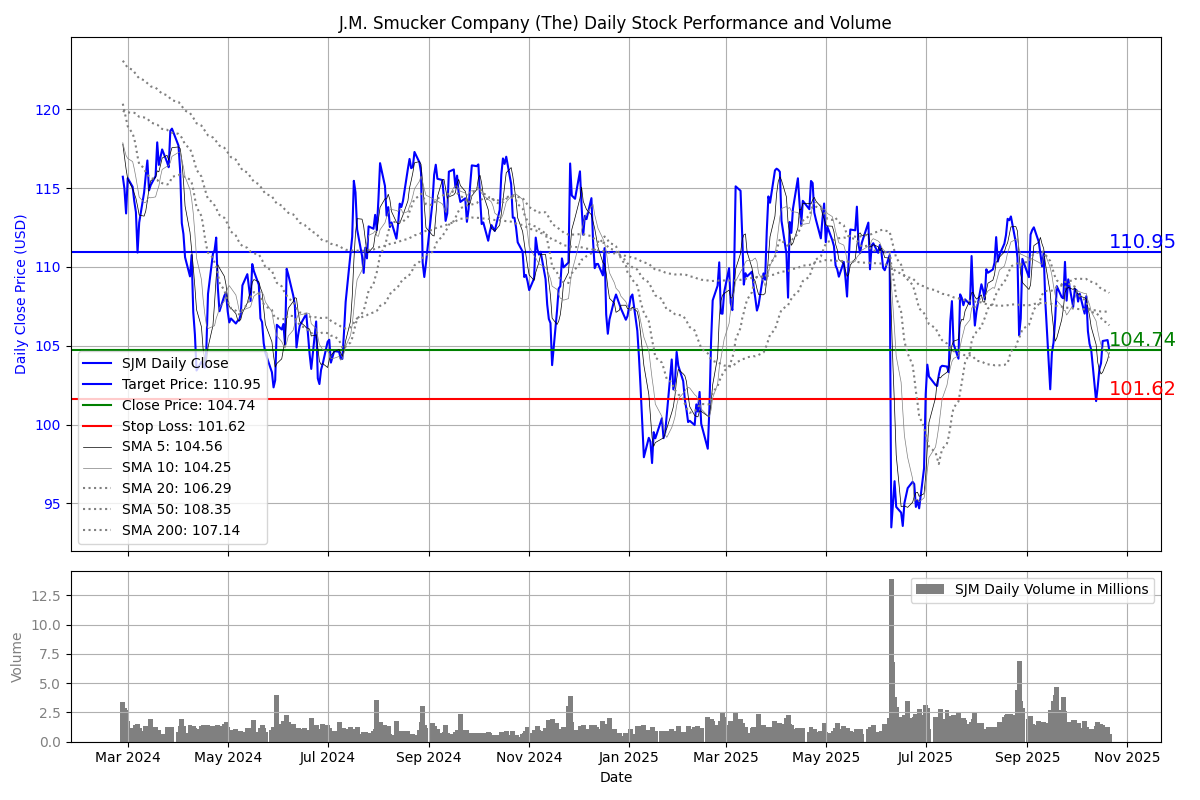 J.M. Smucker Company (The) Daily Stock Performance and Volume
120
115
110
105
100
95
Daily Close Price (USD)
110.95
104.74
101.62
SJM Daily Close
Target Price: 110.95
Close Price: 104.74
Stop Loss: 101.62
SMA 5: 104.56
SMA 10: 104.25
SMA 20: 106.29
SMA 50: 108.35
SMA 200: 107.14
12.5
10.0
7.5
5.0
2.5
0.0
Volume
SJM Daily Volume in Millions
Mar 2024 May 2024 Jul 2024 Sep 2024 Nov 2024 Jan 2025 Mar 2025 May 2025 Jul 2025 Sep 2025 Nov 2025
Date